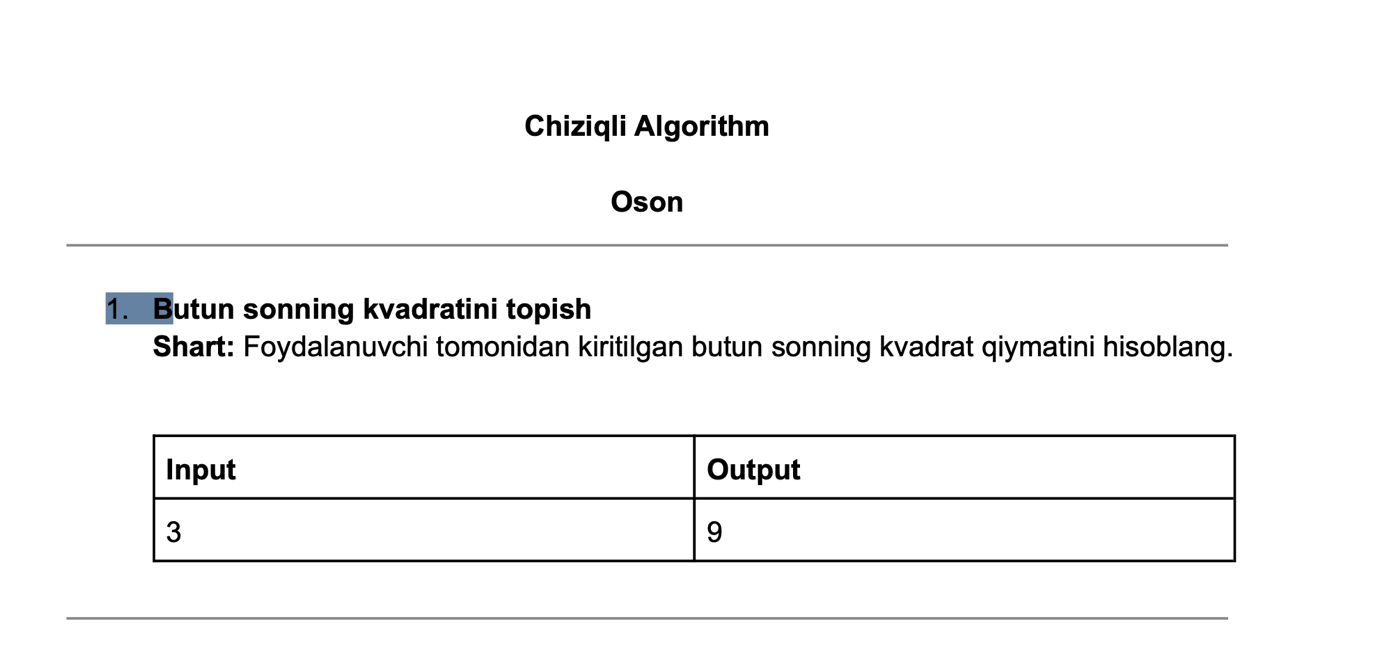 Chiziqli Algorithm
Oson
1. Butun sonning kvadratini topish
Shart: Foydalanuvchi tomonidan kiritilgan butun sonning kvadrat qiymatini hisoblang.
Input Output
3 9